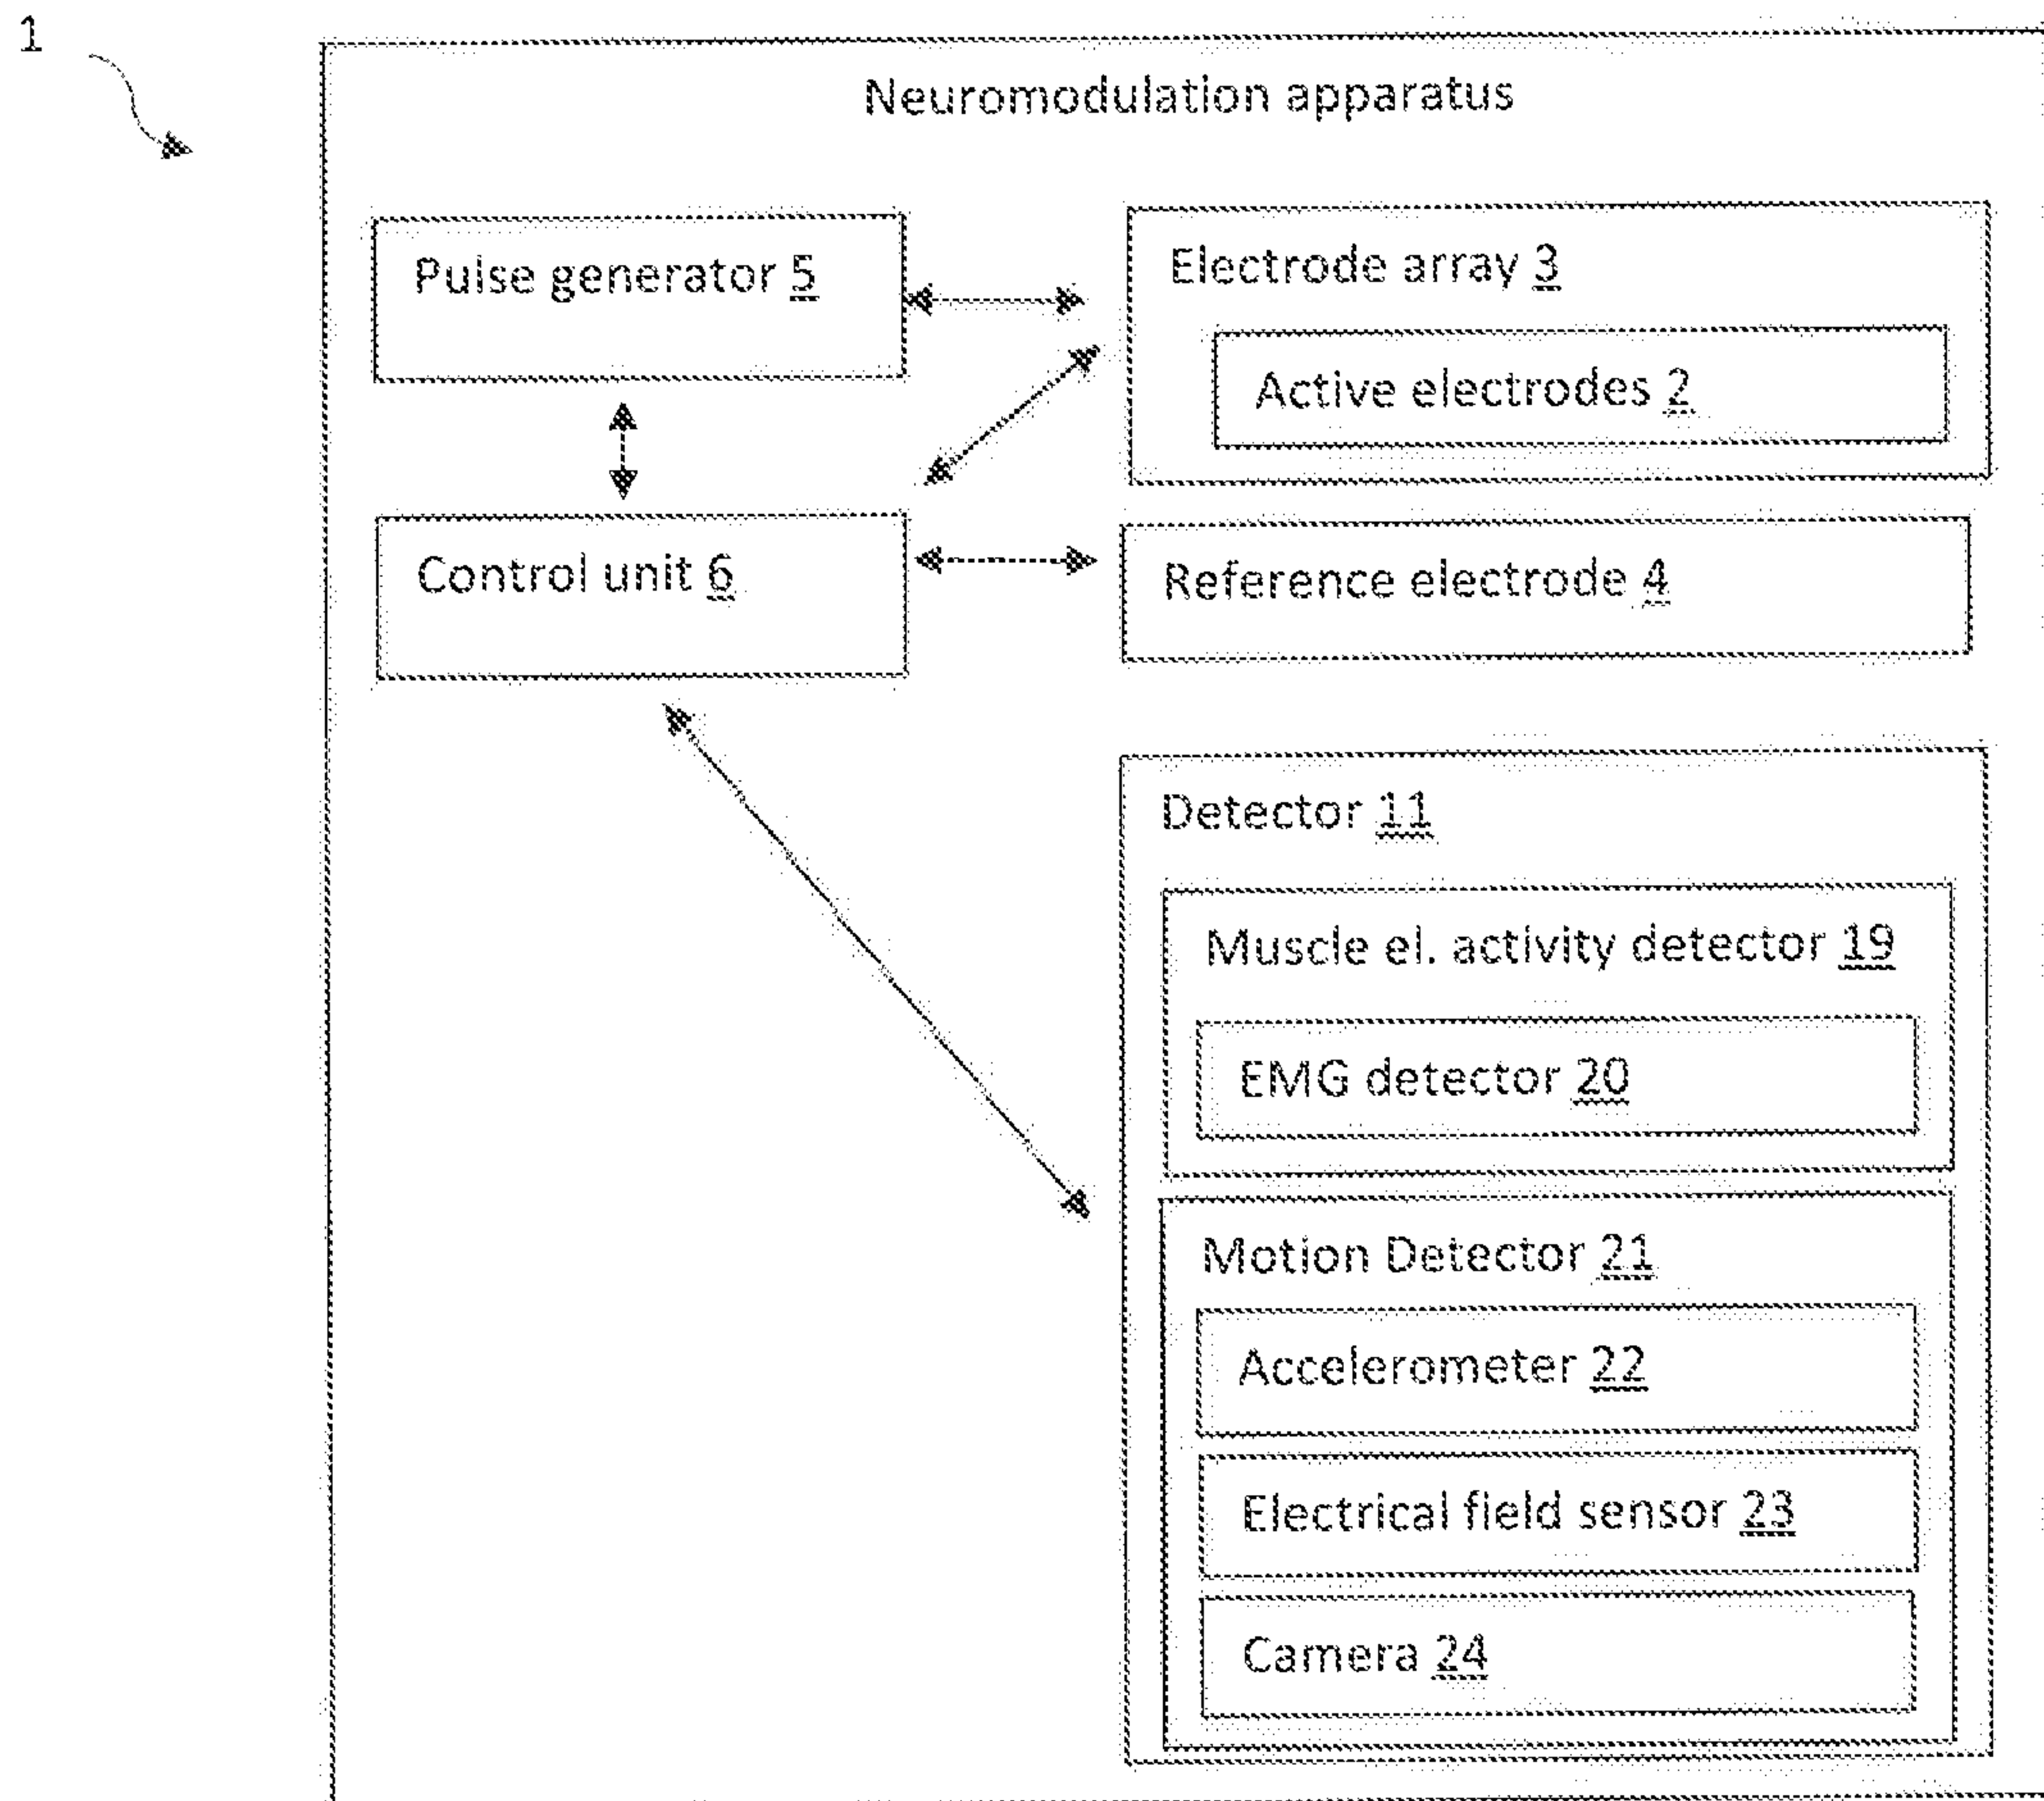 1
Neuromodulation apparatus
Pulse generator 5
Electrode array 3
Active electrodes 2
Control unit 6
Reference electrode 4
Detector 11
Muscle el. activity detector 19
EMG detector 20
Motion Detector 21
Accelerometer 22
Electrical field sensor 23
Camera 24